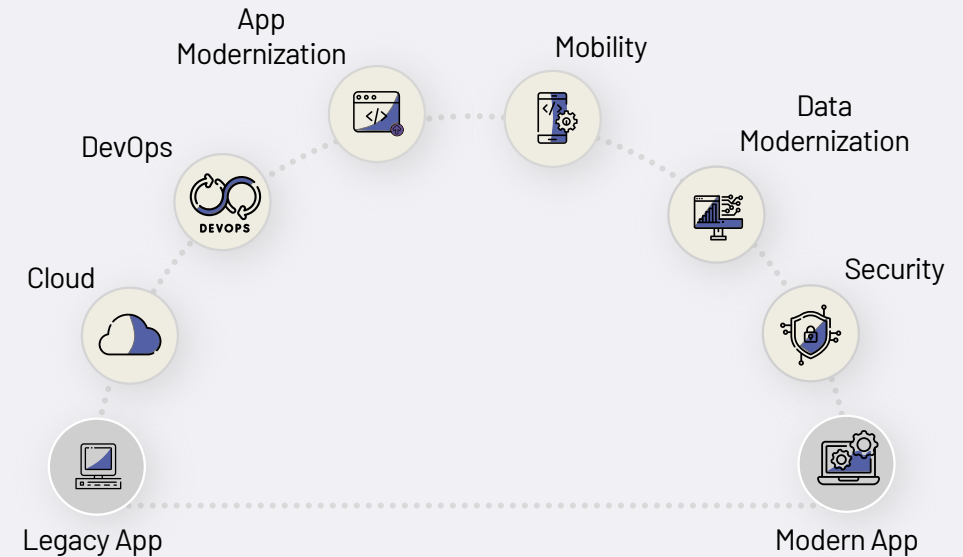 App
Modernization
Mobility
Data
Modernization
DevOps
DEVOPS
Cloud
Security
Legacy App
Modern App